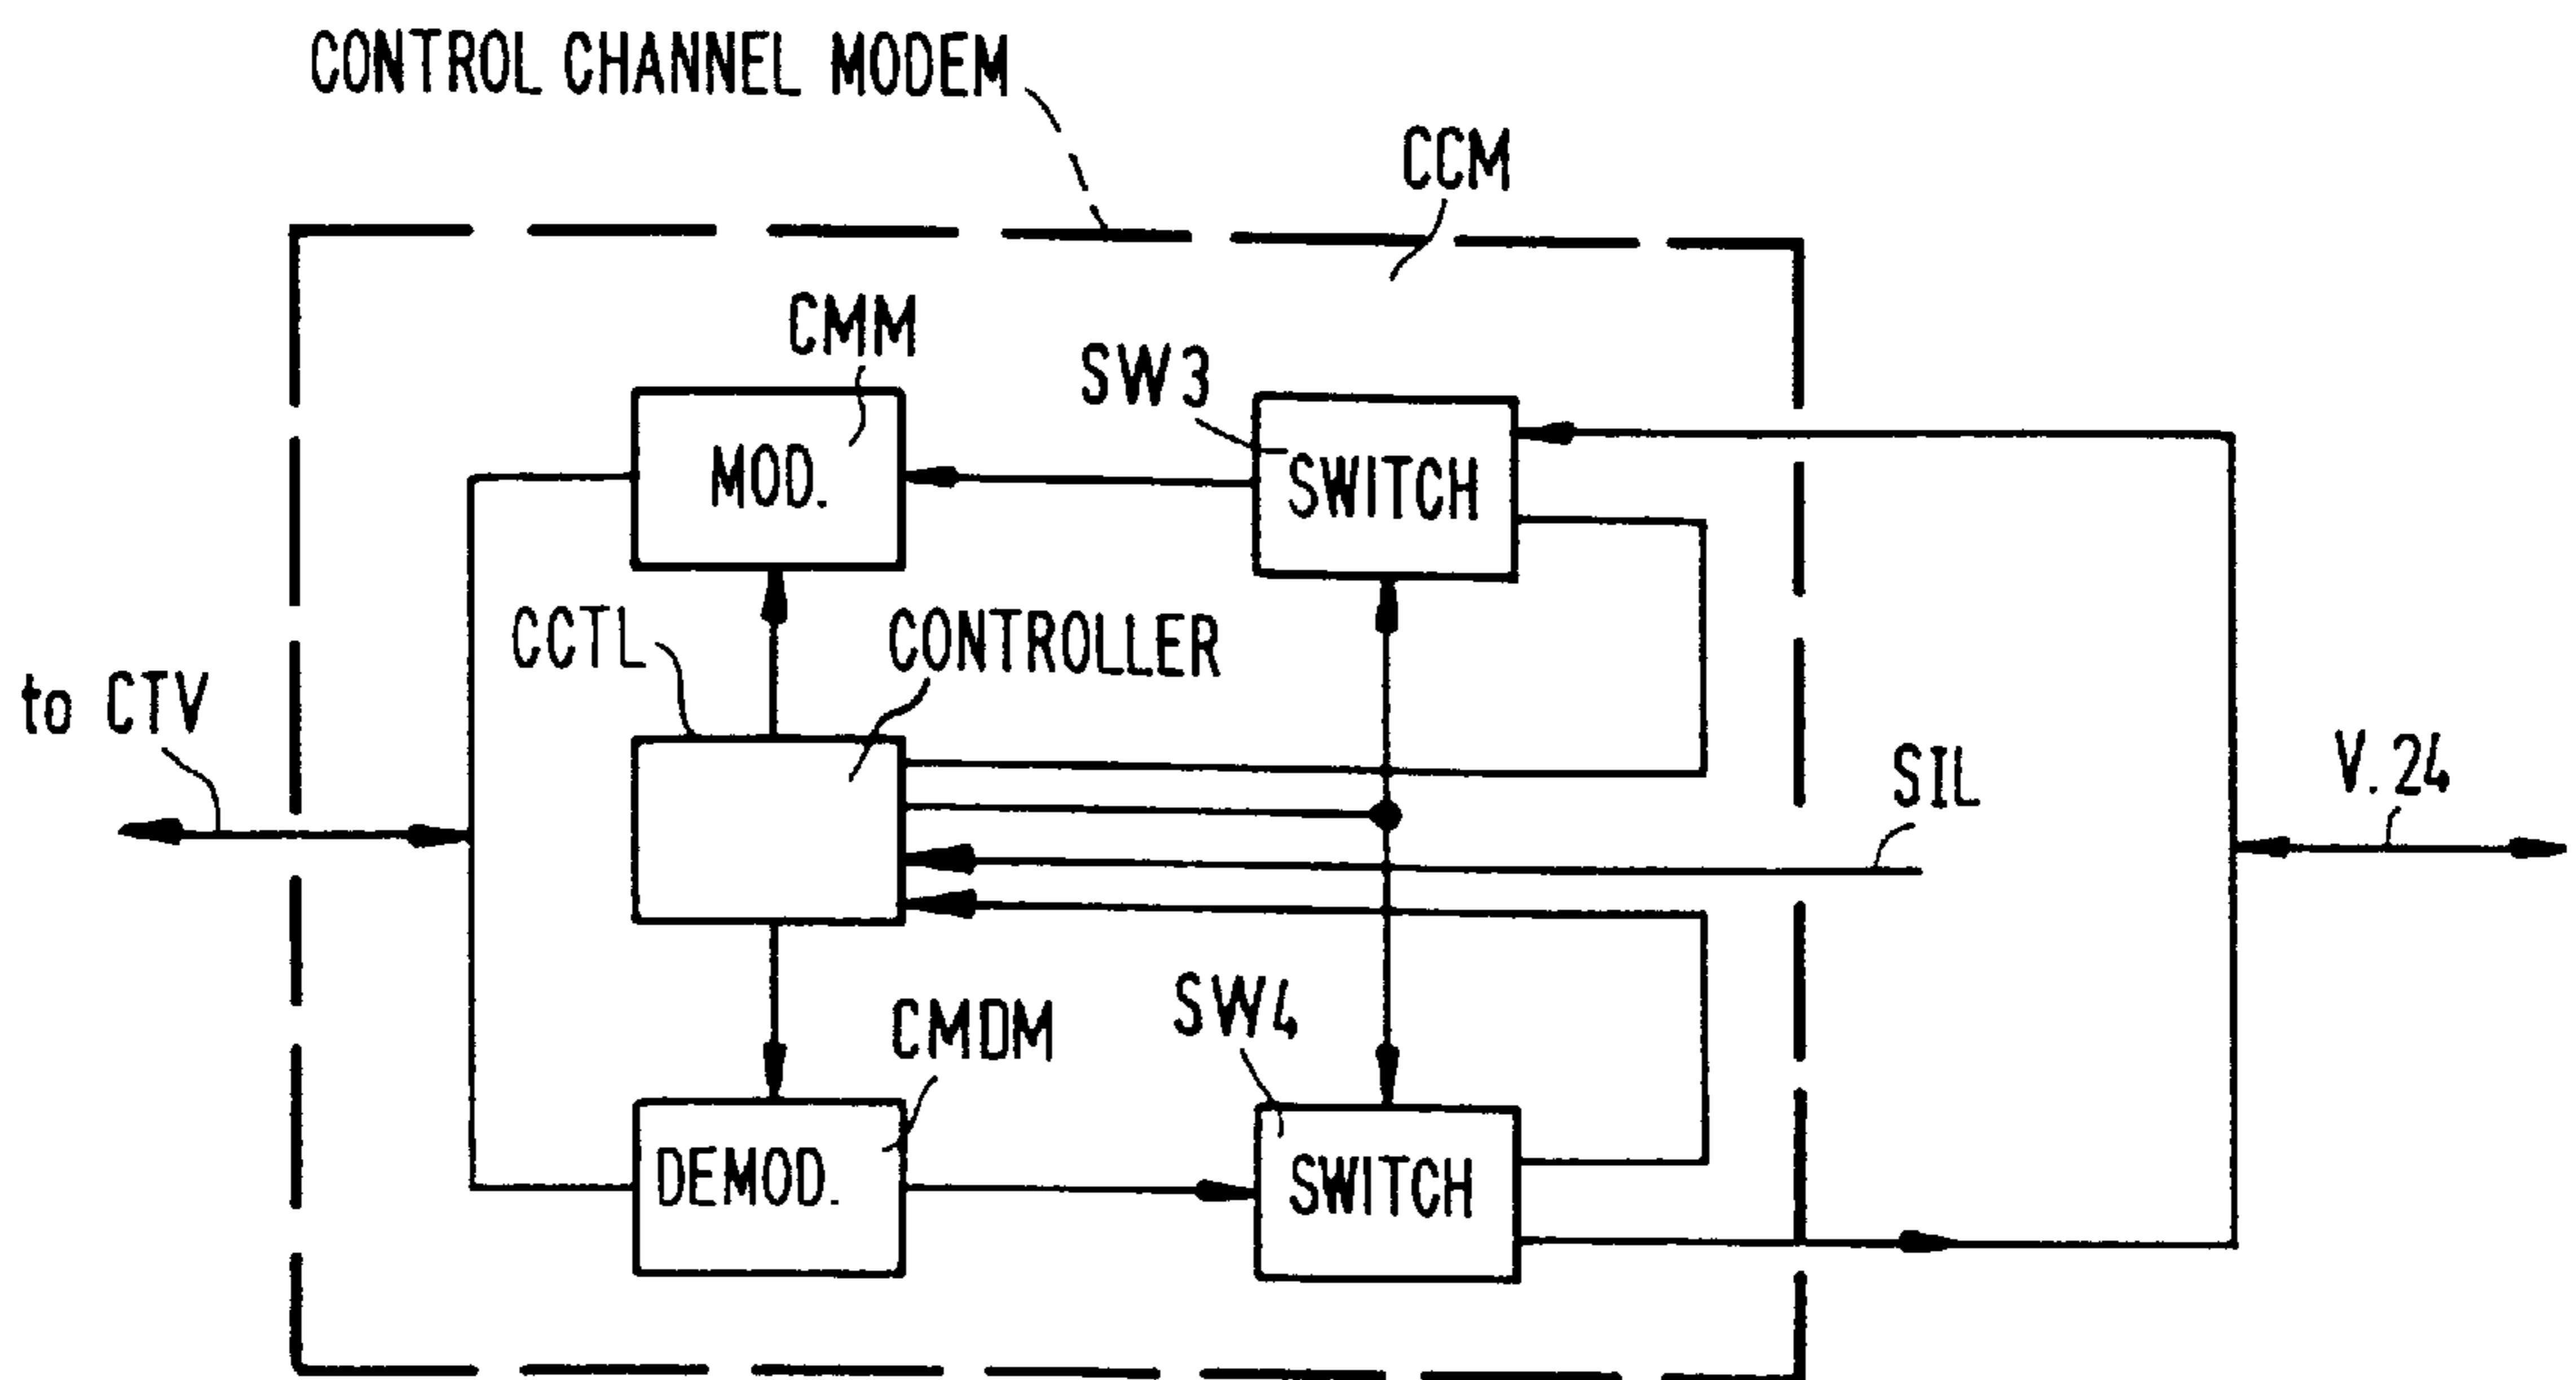 CONTROL CHANNEL MODEM
CCM
CMM
SW3
MOD.
SWITCH
CCTL
CONTROLLER
to CTV
SIL
V.24
CMDM
SW4
DEMOD.
SWITCH